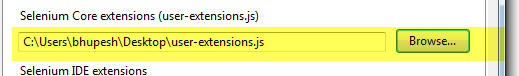 Selenium Core extensions (user-extensions.js)
C:\Users\bhupesh\Desktop\user-extensions.js Browse...
Selenium IDE extensions